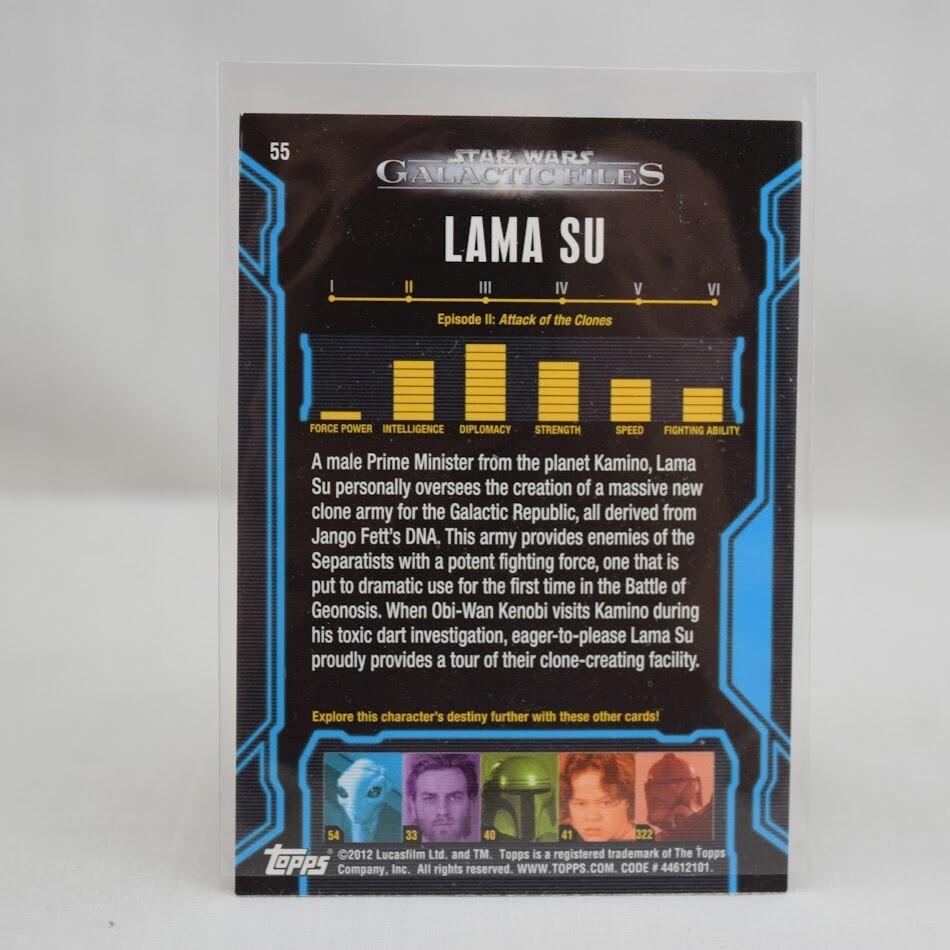 55
STAR WARS
GALACTIC FILES
LAMA SU
I II III IV V VI
Episode II: Attack of the Clones
FORCE POWER INTELLIGENCE DIPLOMACY STRENGTH SPEED FIGHTING ABILITY
A male Prime Minister from the planet Kamino, Lama
Su personally oversees the creation of a massive new
clone army for the Galactic Republic, all derived from
Jango Fett's DNA. This army provides enemies of the
Separatists with a potent fighting force, one that is
put to dramatic use for the first time in the Battle of
Geonosis. When Obi-Wan Kenobi visits Kamino during
his toxic dart investigation, eager-to-please Lama Su
proudly provides a tour of their clone-creating facility.
Explore this character's destiny further with these other cards!
54 33 40 41 322
topps® ©2012 Lucasfilm Ltd. and TM. Topps is a registered trademark of The Topps
Company, Inc. All rights reserved. WWW.TOPPS.COM. CODE # 44612101.